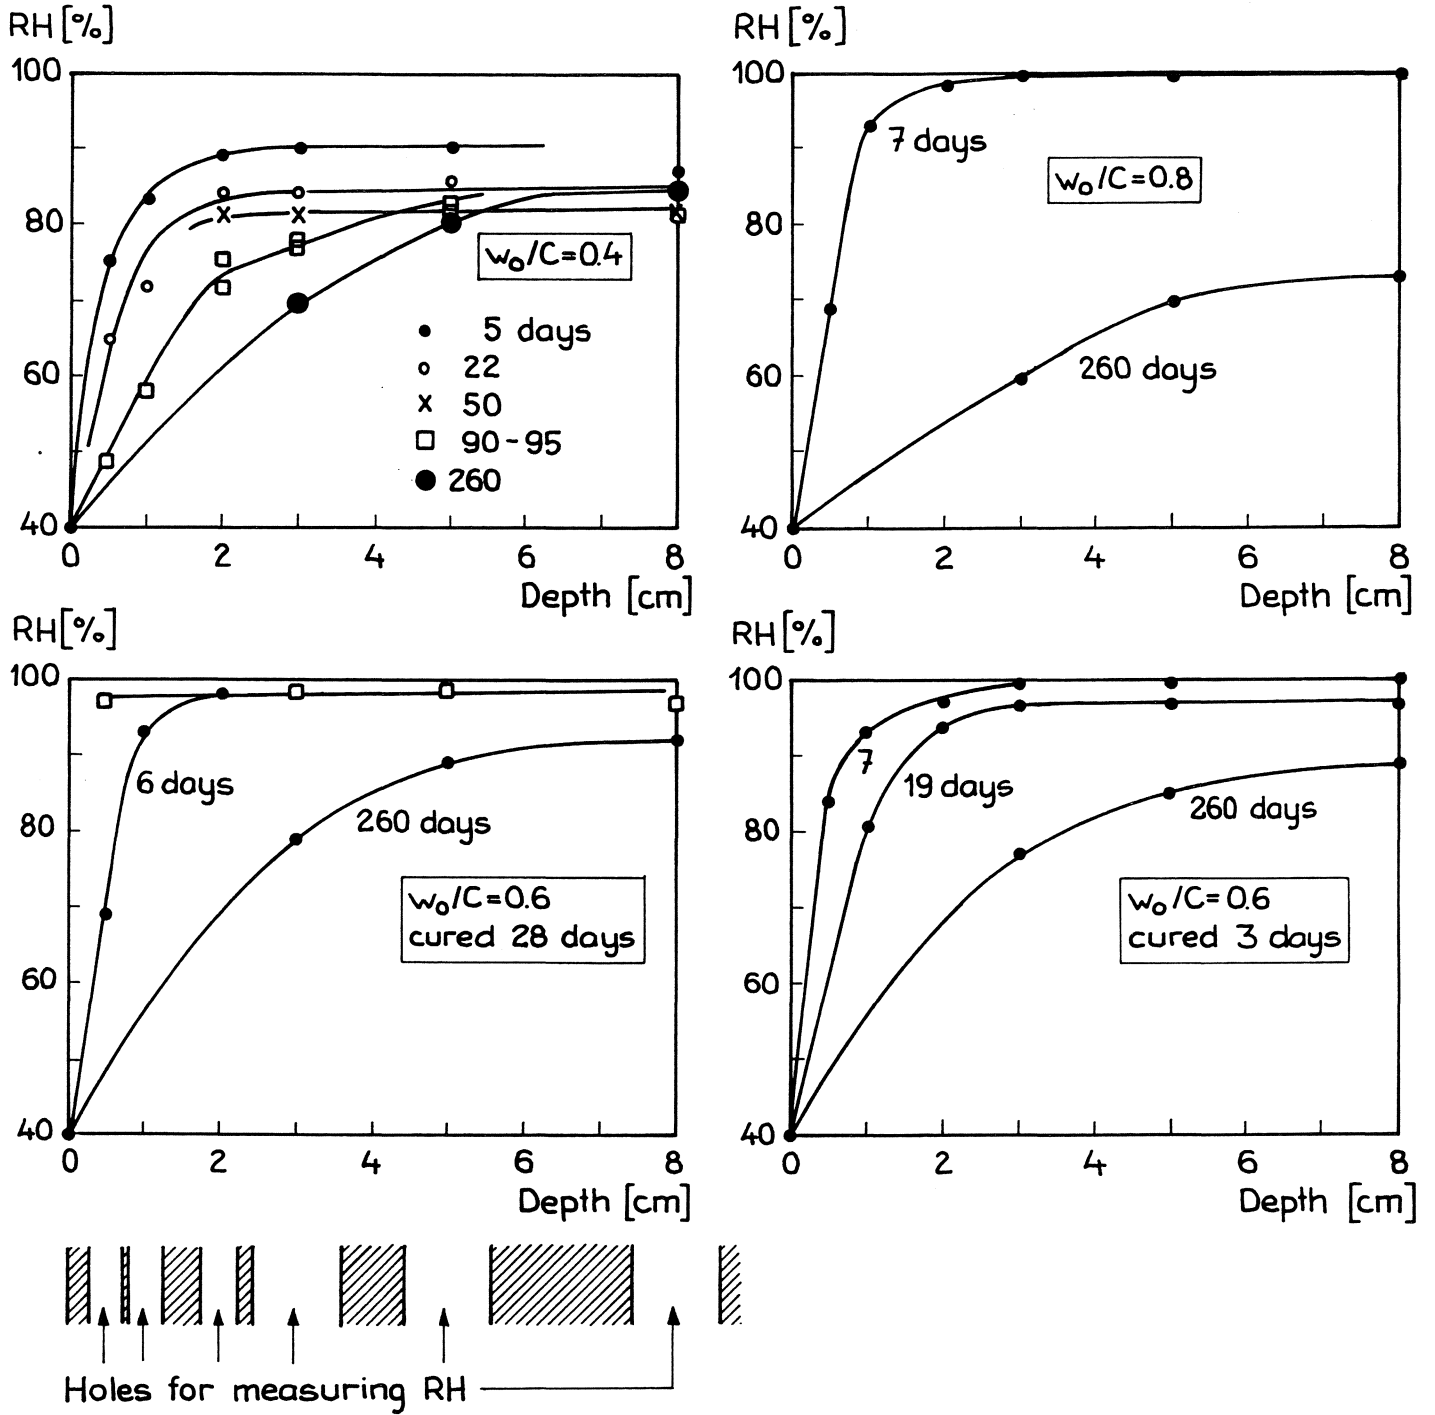 RH[%]
100
80
60
40
0 2 4 6 8
Depth [cm]
w₀/C=0.4
5 days
22
50
90-95
260
RH[%]
100
80
60
40
0 2 4 6 8
Depth [cm]
7 days
w₀/C=0.8
260 days
RH[%]
100
80
60
40
0 2 4 6 8
Depth [cm]
6 days
260 days
w₀/C=0.6
cured 28 days
RH[%]
100
80
60
40
0 2 4 6 8
Depth [cm]
7
19 days
260 days
w₀/C=0.6
cured 3 days
Holes for measuring RH